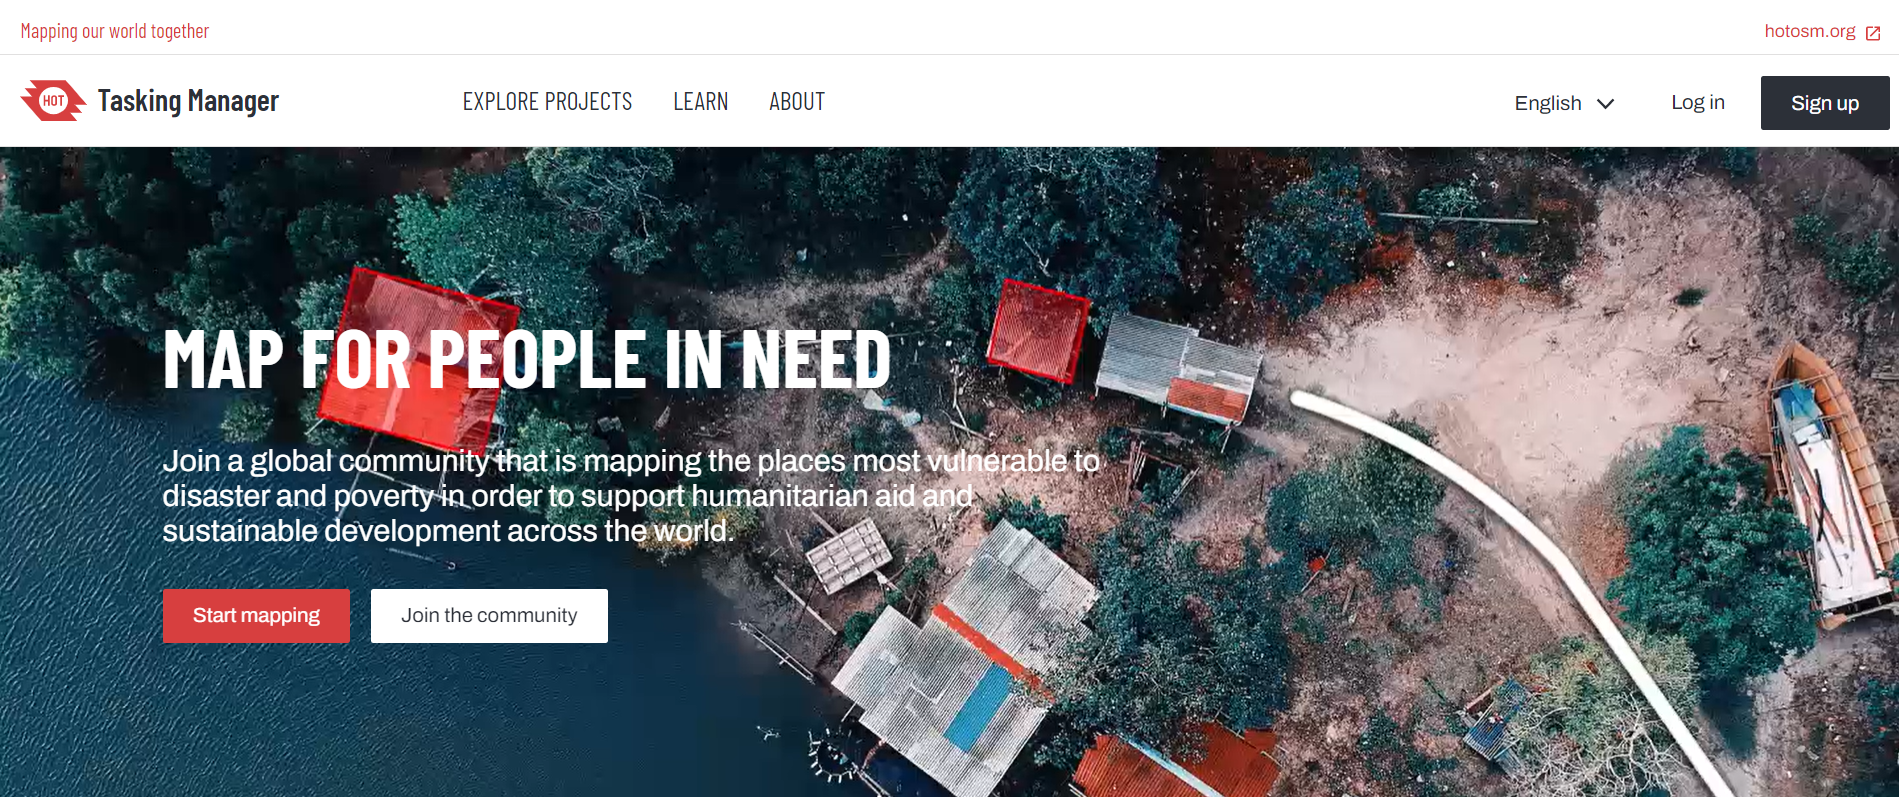 Mapping our world together
hotosm.org
HOT
Tasking Manager
EXPLORE PROJECTS
LEARN
ABOUT
English
Log in
Sign up
MAP FOR PEOPLE IN NEED
Join a global community that is mapping the places most vulnerable to
disaster and poverty in order to support humanitarian aid and
sustainable development across the world.
Start mapping
Join the community